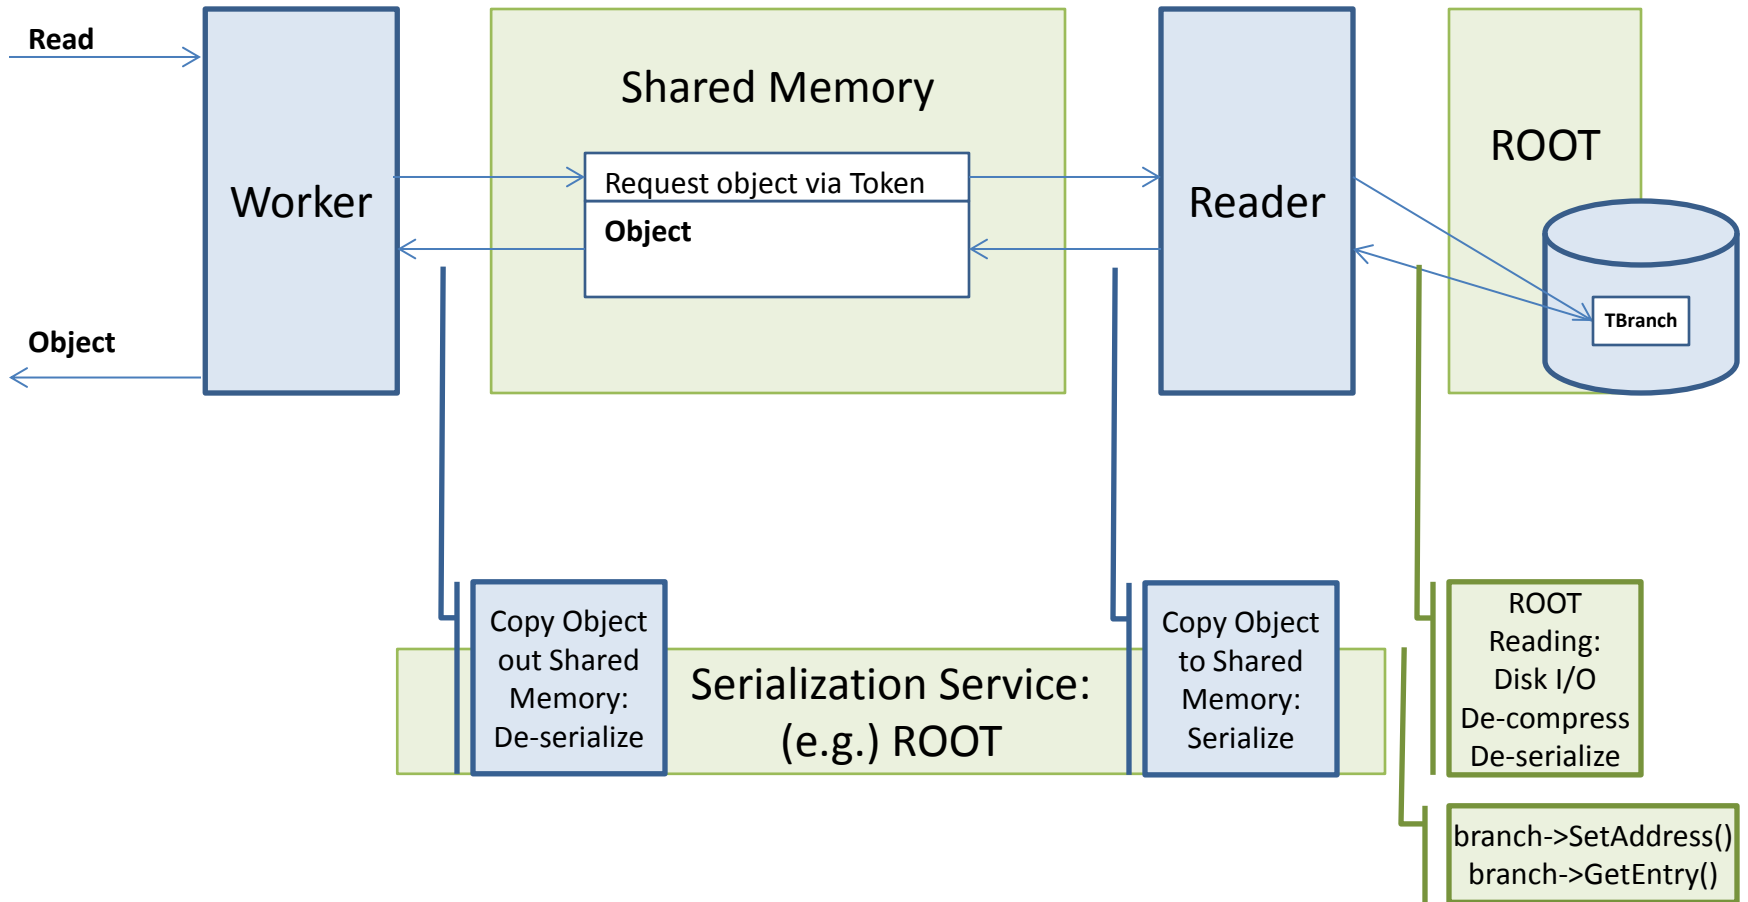 Read
Object
Worker
Shared Memory
Request object via Token
Object
Reader
ROOT
TBranch
Copy Object
out Shared
Memory:
De-serialize
Serialization Service:
(e.g.) ROOT
Copy Object
to Shared
Memory:
Serialize
ROOT
Reading:
Disk I/O
De-compress
De-serialize
branch->SetAddress()
branch->GetEntry()